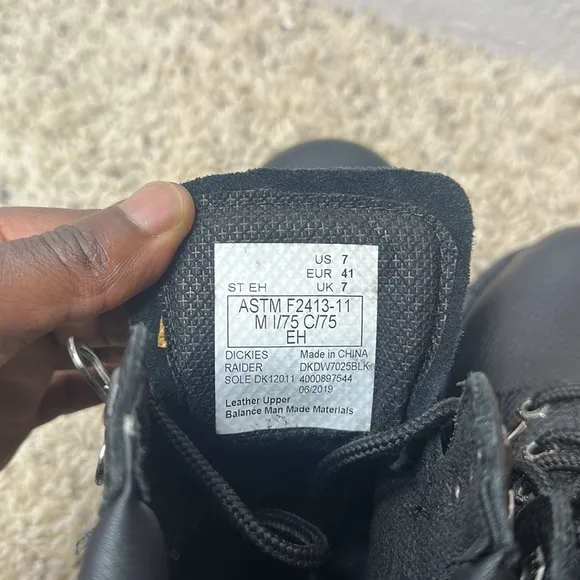 US 7
EUR 41
ST EH UK 7
ASTM F2413-11
M I/75 C/75
EH
DICKIES Made in CHINA
RAIDER DKDW7025BLK
SOLE DK12011 4000897544
06/2019
Leather Upper
Balance Man Made Materials